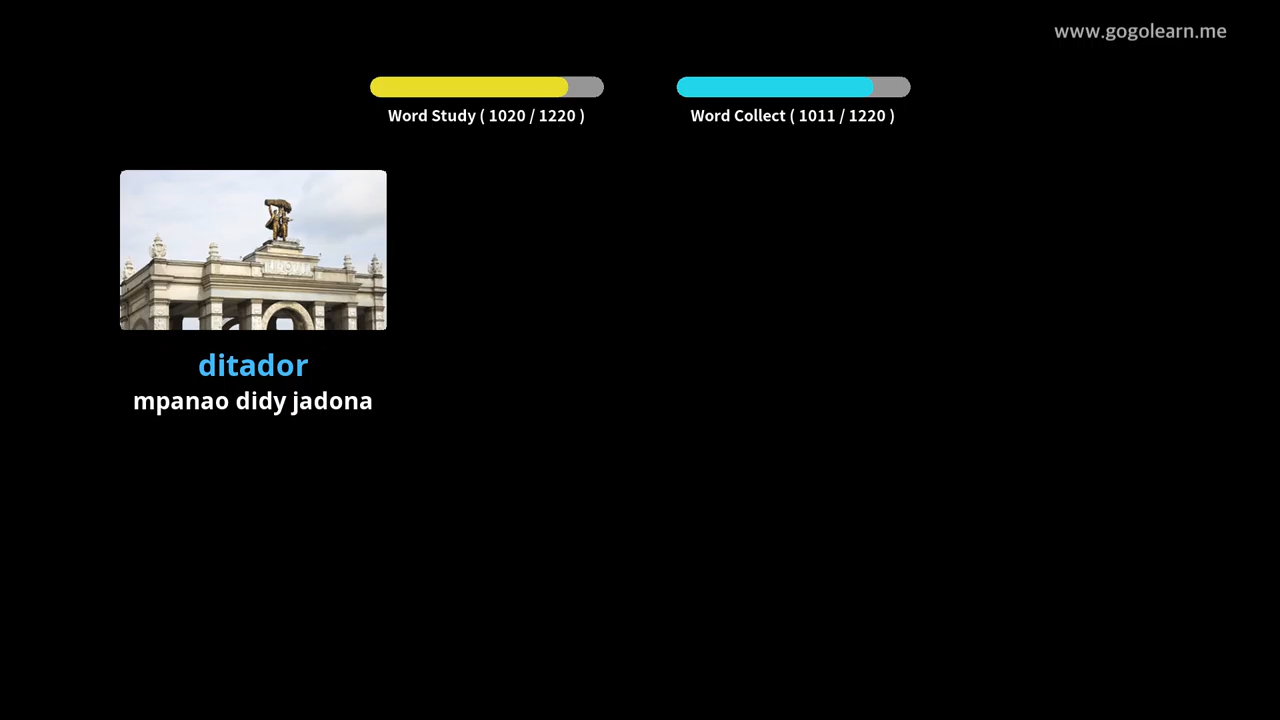 www.gogolearn.me
Word Study ( 1020 / 1220 )
Word Collect ( 1011 / 1220 )
ditador
mpanao didy jadona